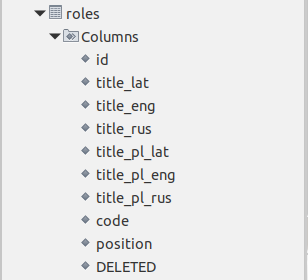 roles
Columns
id
title_lat
title_eng
title_rus
title_pl_lat
title_pl_eng
title_pl_rus
code
position
DELETED